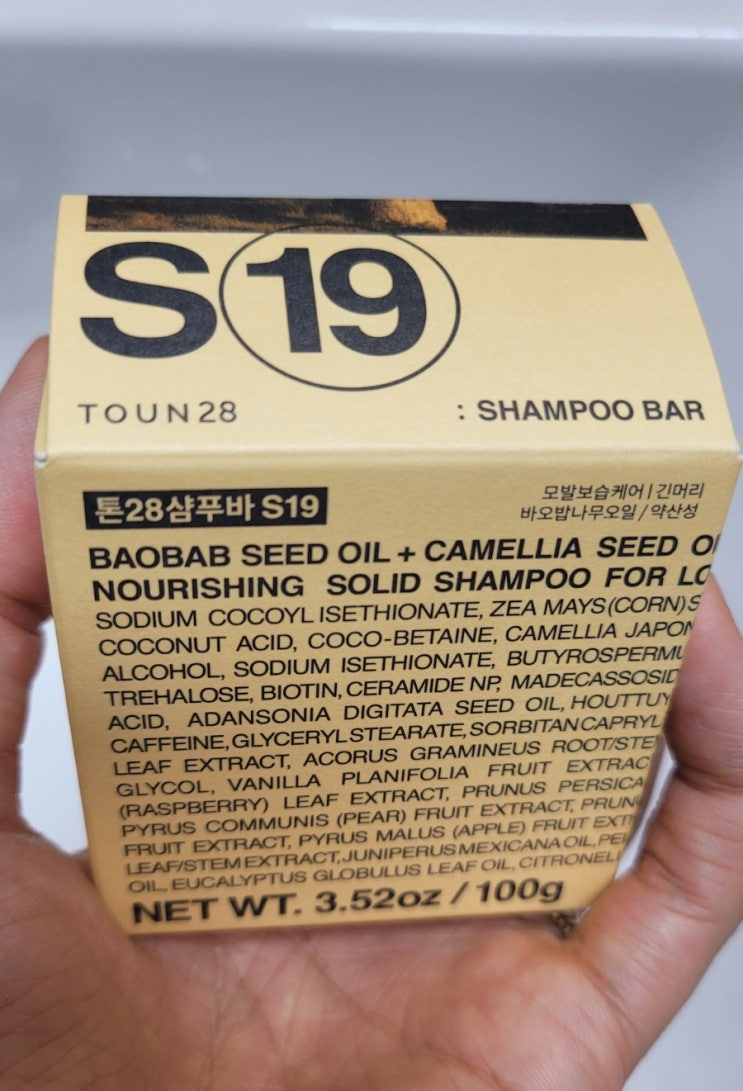 S19
TOUN28
: SHAMPOO BAR
톤28샴푸바 S19
모발보습케어 | 긴머리
바오밥나무오일 / 약산성
BAOBAB SEED OIL + CAMELLIA SEED
NOURISHING SOLID SHAMPOO FOR
SODIUM COCOYL ISETHIONATE, ZEA MAYS (CORN)
COCONUT ACID, COCO-BETAINE, CAMELLIA
ALCOHOL, SODIUM ISETHIONATE,
TREHALOSE, BIOTIN, CERAMIDE NP,
ACID, ADANSONIA DIGITATA SEED OIL,
CAFFEINE, GLYCERYL STEARATE, SORBITAN
LEAF EXTRACT, ACORUS GRAMINEUS
GLYCOL, VANILLA PLANIFOLIA FRUIT
(RASPBERRY) LEAF EXTRACT, PRUNUS
PYRUS COMMUNIS (PEAR) FRUIT EXTRACT,
FRUIT EXTRACT, PYRUS MALUS (APPLE) FRUIT
LEAF/STEM EXTRACT, JUNIPERUS MEXICANA OIL,
OIL, EUCALYPTUS GLOBULUS LEAF OIL,
NET WT. 3.52oz / 100g